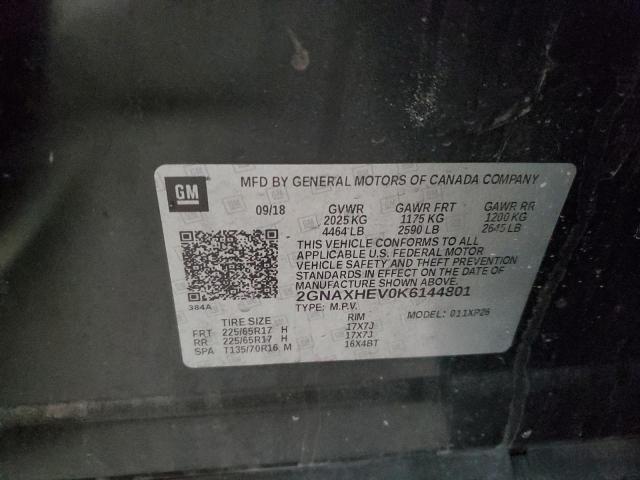 GM
MFD BY GENERAL MOTORS OF CANADA COMPANY
09/18 GVWR GAWR FRT GAWR RR
2025 KG 1175 KG 1200 KG
4464 LB 2590 LB 2645 LB
THIS VEHICLE CONFORMS TO ALL
APPLICABLE U.S. FEDERAL MOTOR
VEHICLE SAFETY AND THEFT PREVENTION
STANDARDS IN EFFECT ON THE DATE OF
MANUFACTURE SHOWN ABOVE.
384A 2GNAXHEV0K6144801
TYPE: M.P.V. MODEL: 011XP26
TIRE SIZE RIM
FRT 225/65R17 H 17X7J
RR 225/65R17 H 17X7J
SPA T135/70R16 M 16X4BT